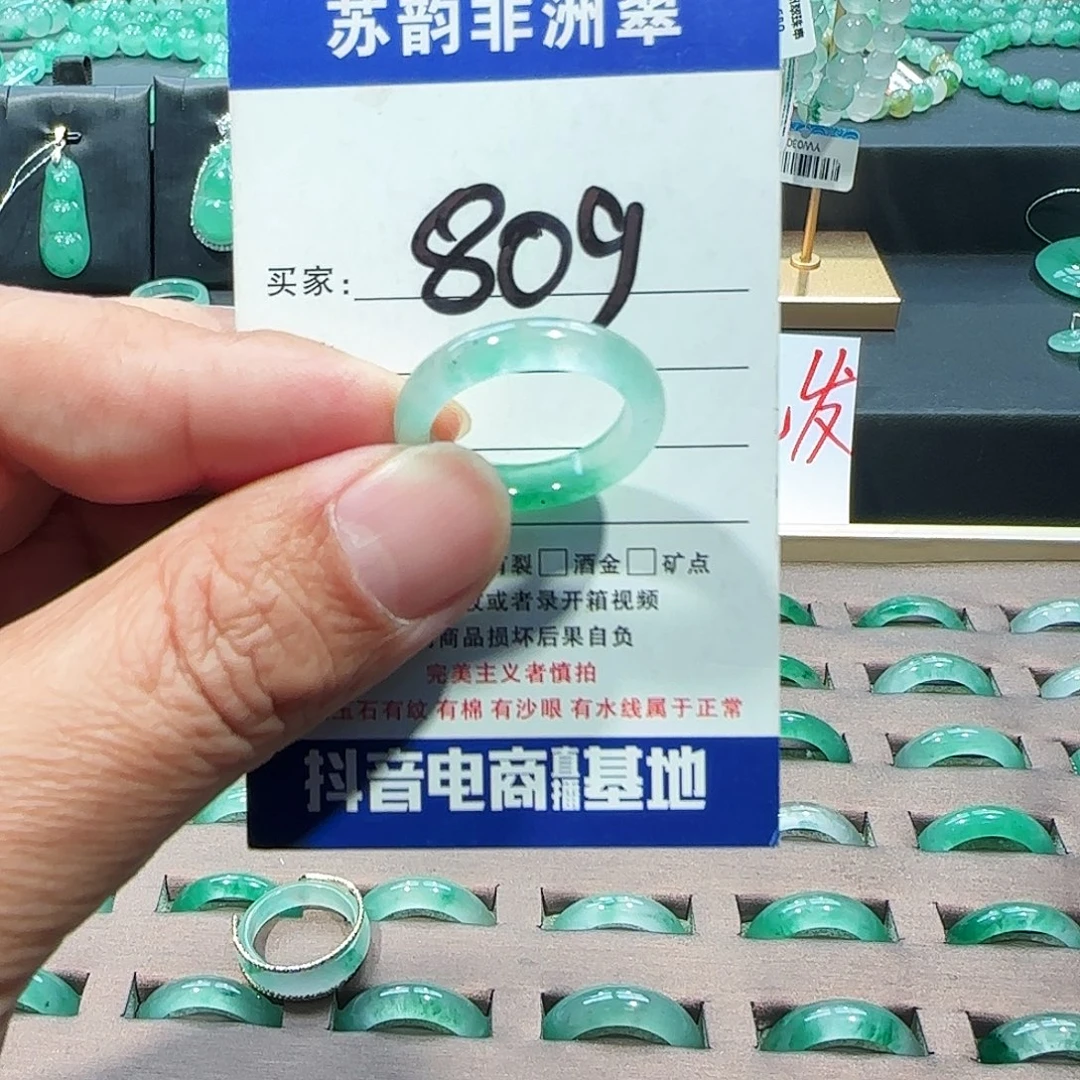 苏韵非洲翠
809
买家:
裂 □ 酒金 □ 矿点
或者录开箱视频
商品损坏后果自负
完美主义者慎拍
玉石有纹 有棉 有沙眼 有水线属于正常
抖音电商直播基地
发
YW030